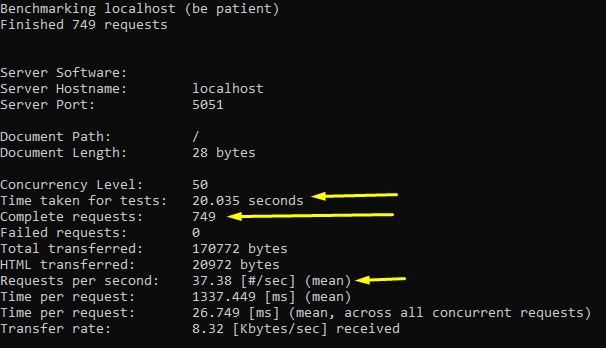 Benchmarking localhost (be patient)
Finished 749 requests
Server Software:
Server Hostname: localhost
Server Port: 5051
Document Path: /
Document Length: 28 bytes
Concurrency Level: 50
Time taken for tests: 20.035 seconds
Complete requests: 749
Failed requests: 0
Total transferred: 170772 bytes
HTML transferred: 20972 bytes
Requests per second: 37.38 [#/sec] (mean)
Time per request: 1337.449 [ms] (mean)
Time per request: 26.749 [ms] (mean, across all concurrent requests)
Transfer rate: 8.32 [Kbytes/sec] received